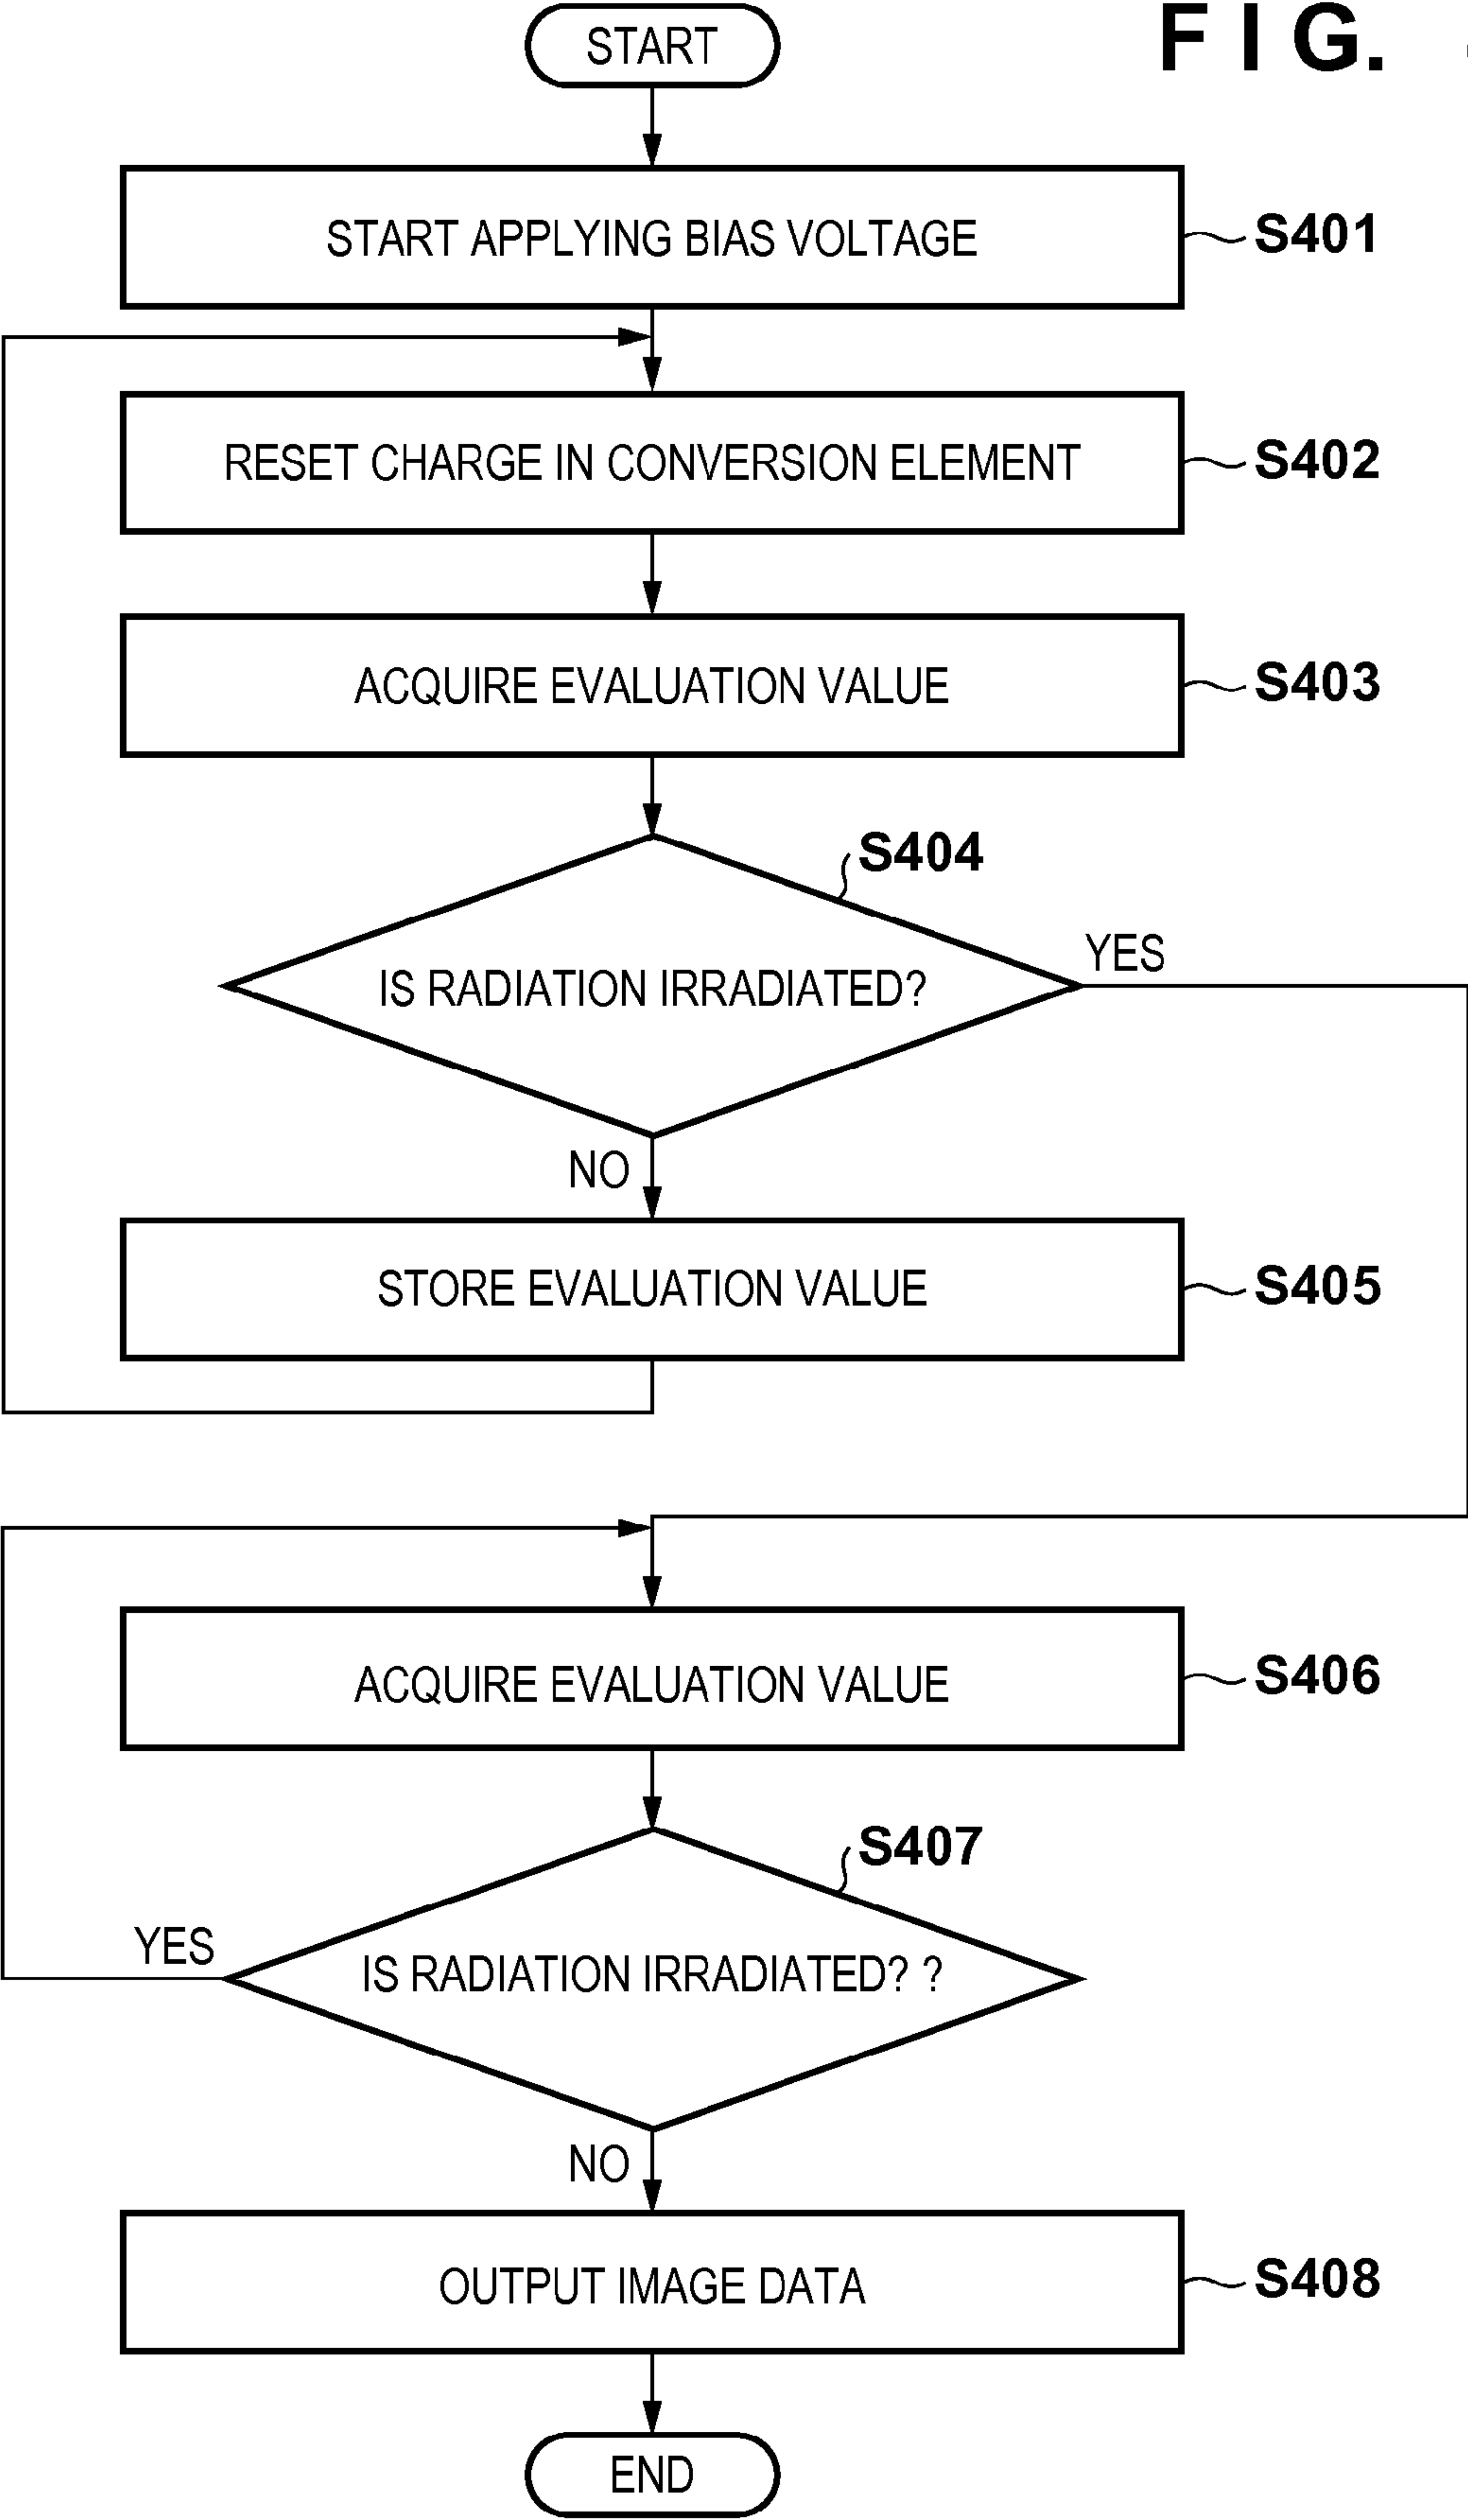 START
FIG.
START APPLYING BIAS VOLTAGE
S401
RESET CHARGE IN CONVERSION ELEMENT
S402
ACQUIRE EVALUATION VALUE
S403
S404
IS RADIATION IRRADIATED?
YES
NO
STORE EVALUATION VALUE
S405
ACQUIRE EVALUATION VALUE
S406
S407
YES
IS RADIATION IRRADIATED? ?
NO
OUTPUT IMAGE DATA
S408
END